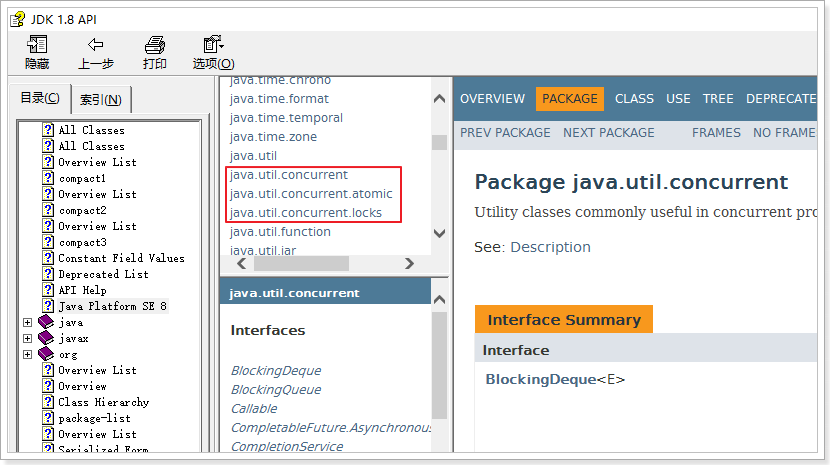 JDK 1.8 API
隐藏
上一步
打印
选项(O)
目录(C)
索引(N)
All Classes
All Classes
Overview List
compact1
Overview List
compact2
Overview List
compact3
Constant Field Values
Deprecated List
API Help
Java Platform SE 8
java
javax
org
Overview List
Overview
Class Hierarchy
package-list
Overview List
Serialized Form
java.time.chrono
java.time.format
java.time.temporal
java.time.zone
java.util
java.util.concurrent
java.util.concurrent.atomic
java.util.concurrent.locks
java.util.function
java.util.jar
java.util.concurrent
Interfaces
BlockingDeque
BlockingQueue
Callable
CompletableFuture.Asynchronous
CompletionService
OVERVIEW PACKAGE CLASS USE TREE DEPRECATE
PREV PACKAGE NEXT PACKAGE FRAMES NO FRAME
Package java.util.concurrent
Utility classes commonly useful in concurrent pro
See: Description
Interface Summary
Interface
BlockingDeque<E>